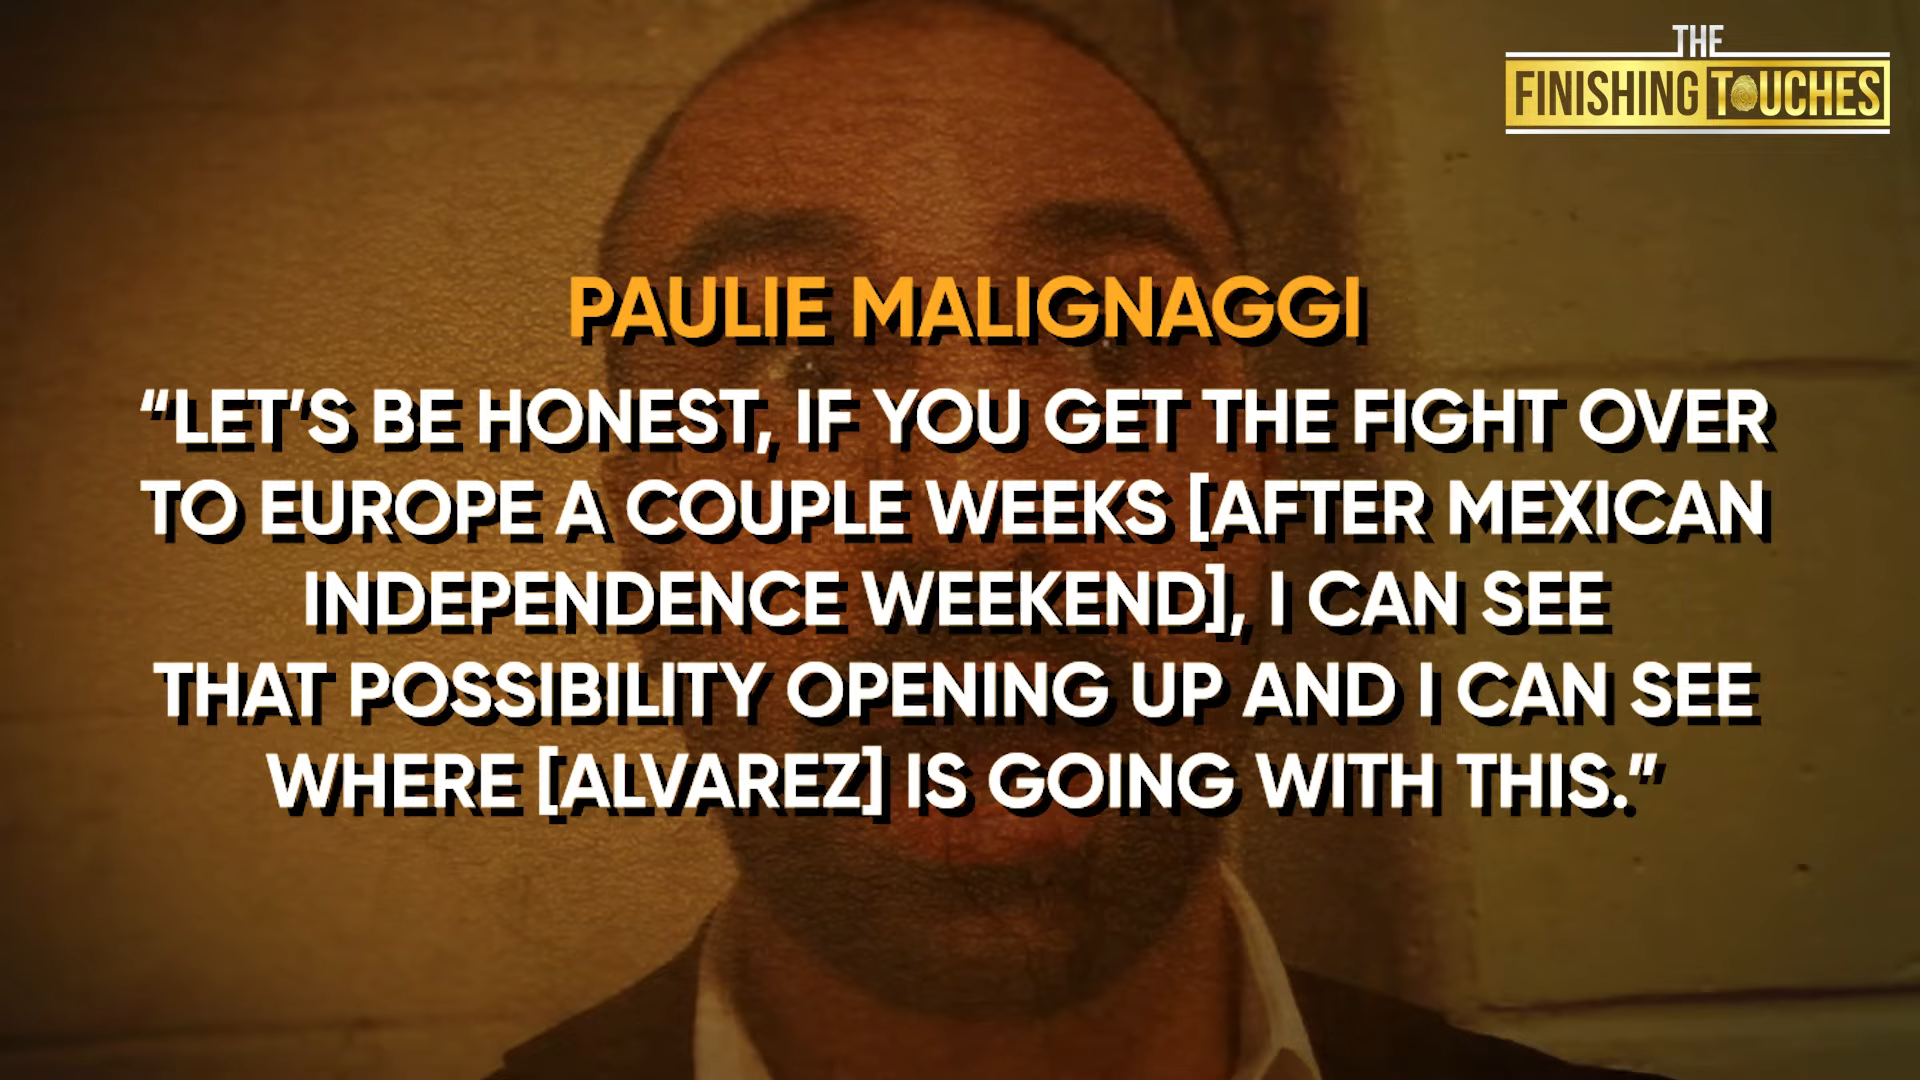 THE
FINISHING TOUCHES
PAULIE MALIGNAGGI
“LET’S BE HONEST, IF YOU GET THE FIGHT OVER
TO EUROPE A COUPLE WEEKS [AFTER MEXICAN
INDEPENDENCE WEEKEND], I CAN SEE
THAT POSSIBILITY OPENING UP AND I CAN SEE
WHERE [ALVAREZ] IS GOING WITH THIS.”